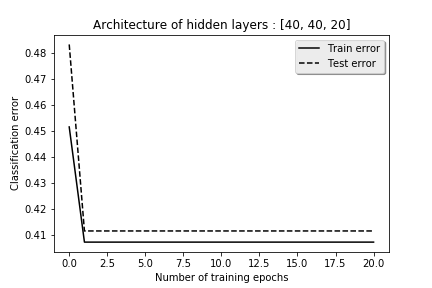 Architecture of hidden layers : [40, 40, 20]
Train error
Test error
Classification error
0.48
0.47
0.46
0.45
0.44
0.43
0.42
0.41
0.0 2.5 5.0 7.5 10.0 12.5 15.0 17.5 20.0
Number of training epochs